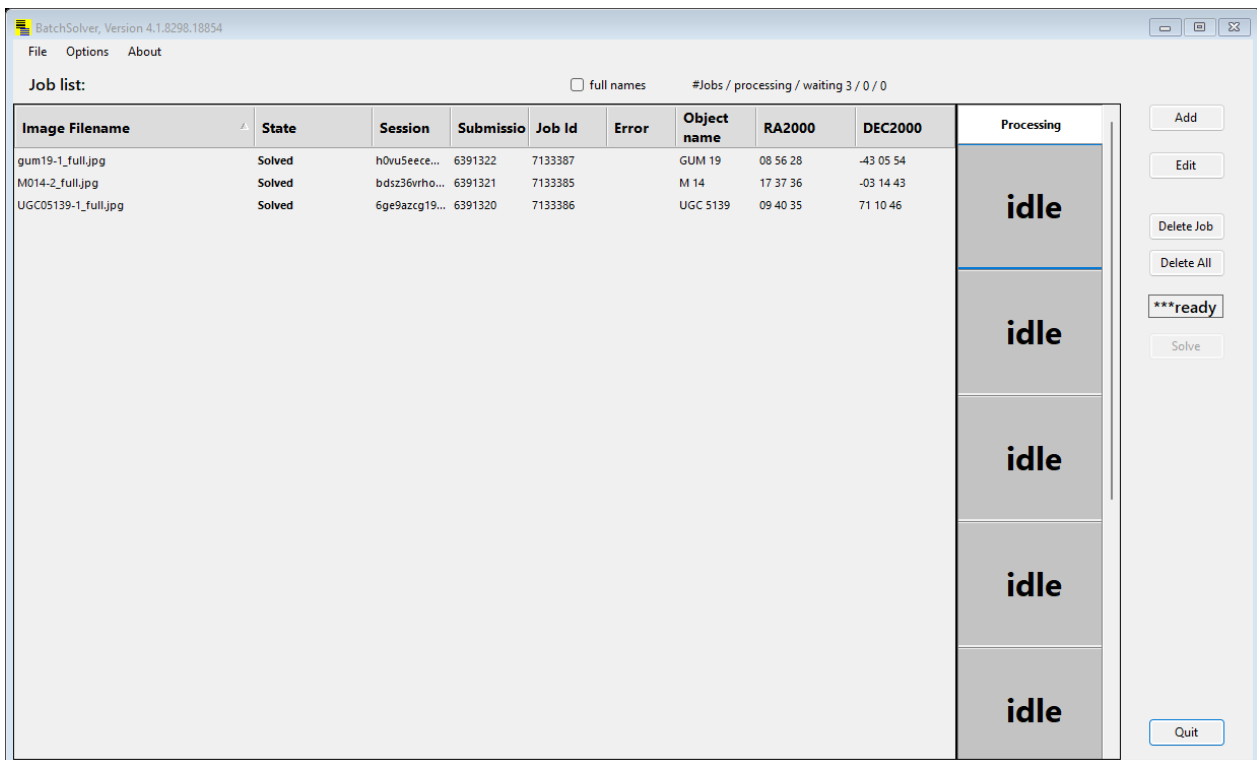 BatchSolver, Version 4.1.8298.18854
File Options About
Job list:
full names
#Jobs / processing / waiting 3 / 0 / 0
Image Filename State Session Submissio Job Id Error Object name RA2000 DEC2000
gum19-1_full.jpg Solved h0vu5eece... 6391322 7133387 GUM 19 08 56 28 -43 05 54
M014-2_full.jpg Solved bdsz36vrho... 6391321 7133385 M 14 17 37 36 -03 14 43
UGC05139-1_full.jpg Solved 6ge9azcg19... 6391320 7133386 UGC 5139 09 40 35 71 10 46
Processing
idle
idle
idle
idle
idle
Add
Edit
Delete Job
Delete All
***ready
Solve
Quit